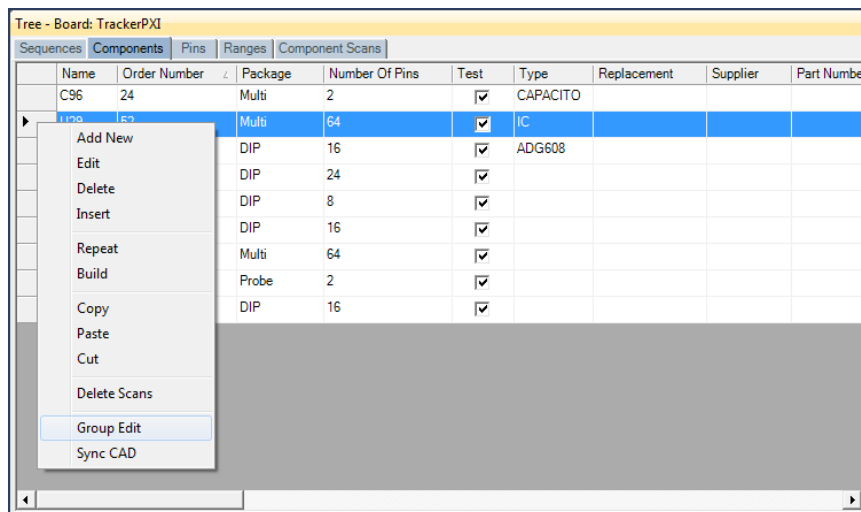 Tree - Board: TrackerPXI
Sequences Components Pins Ranges Component Scans
Name Order Number Package Number Of Pins Test Type Replacement Supplier Part Numbe
C96 24 Multi 2 CAPACITO
U29 52 Multi 64 IC
DIP 16 ADG608
DIP 24
DIP 8
DIP 16
Multi 64
Probe 2
DIP 16
Add New
Edit
Delete
Insert
Repeat
Build
Copy
Paste
Cut
Delete Scans
Group Edit
Sync CAD